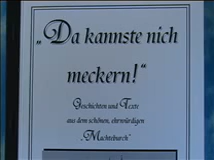 „Da kannste nich
meckern!“
Geschichten und Texte
aus dem schönen, ehrwürdigen
„Machteburch“